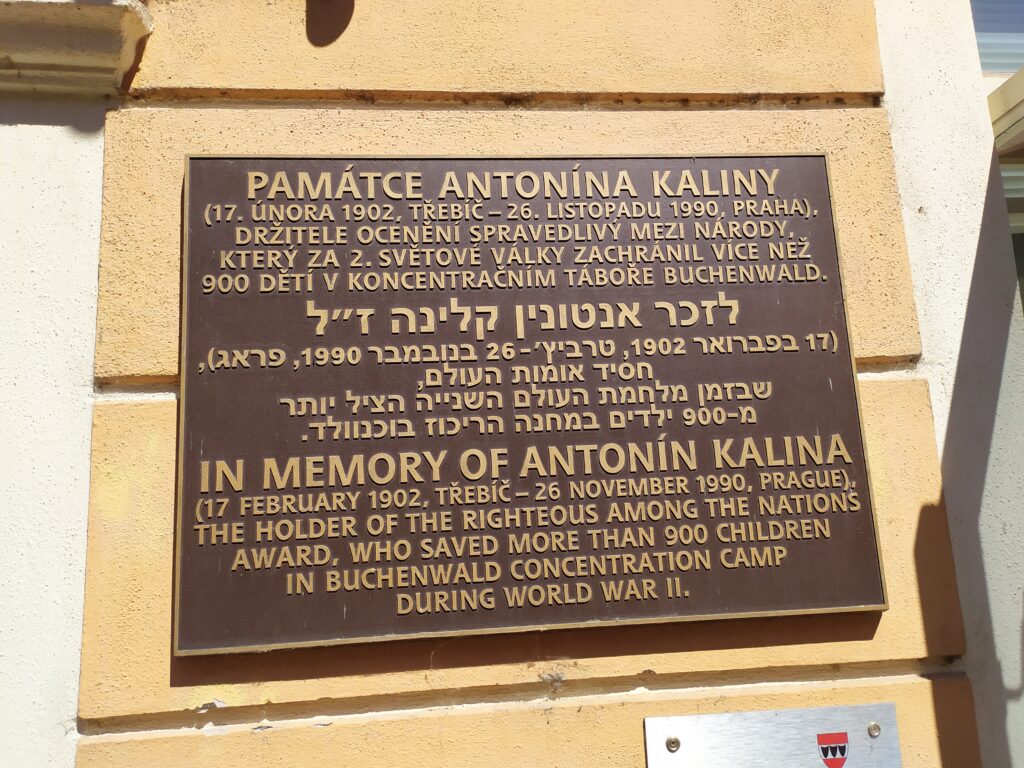 PAMÁTCE ANTONÍNA KALINY
(17. ÚNORA 1902, TŘEBÍČ – 26. LISTOPADU 1990, PRAHA),
DRŽITELE OCENĚNÍ SPRAVEDLIVÝ MEZI NÁRODY,
KTERÝ ZA 2. SVĚTOVÉ VÁLKY ZACHRÁNIL VÍCE NEŽ
900 DĚTÍ V KONCENTRAČNÍM TÁBOŘE BUCHENWALD.
לזכר אנטונין קלינה ז״ל
(17 בפברואר 1902, טרביץ׳ - 26 בנובמבר 1990, פראג),
חסיד אומות העולם,
שבזמן מלחמת העולם השנייה הציל יותר
מ-900 ילדים במחנה הריכוז בוכנוולד.
IN MEMORY OF ANTONÍN KALINA
(17 FEBRUARY 1902, TŘEBÍČ – 26 NOVEMBER 1990, PRAGUE),
THE HOLDER OF THE RIGHTEOUS AMONG THE NATIONS
AWARD, WHO SAVED MORE THAN 900 CHILDREN
IN BUCHENWALD CONCENTRATION CAMP
DURING WORLD WAR II.